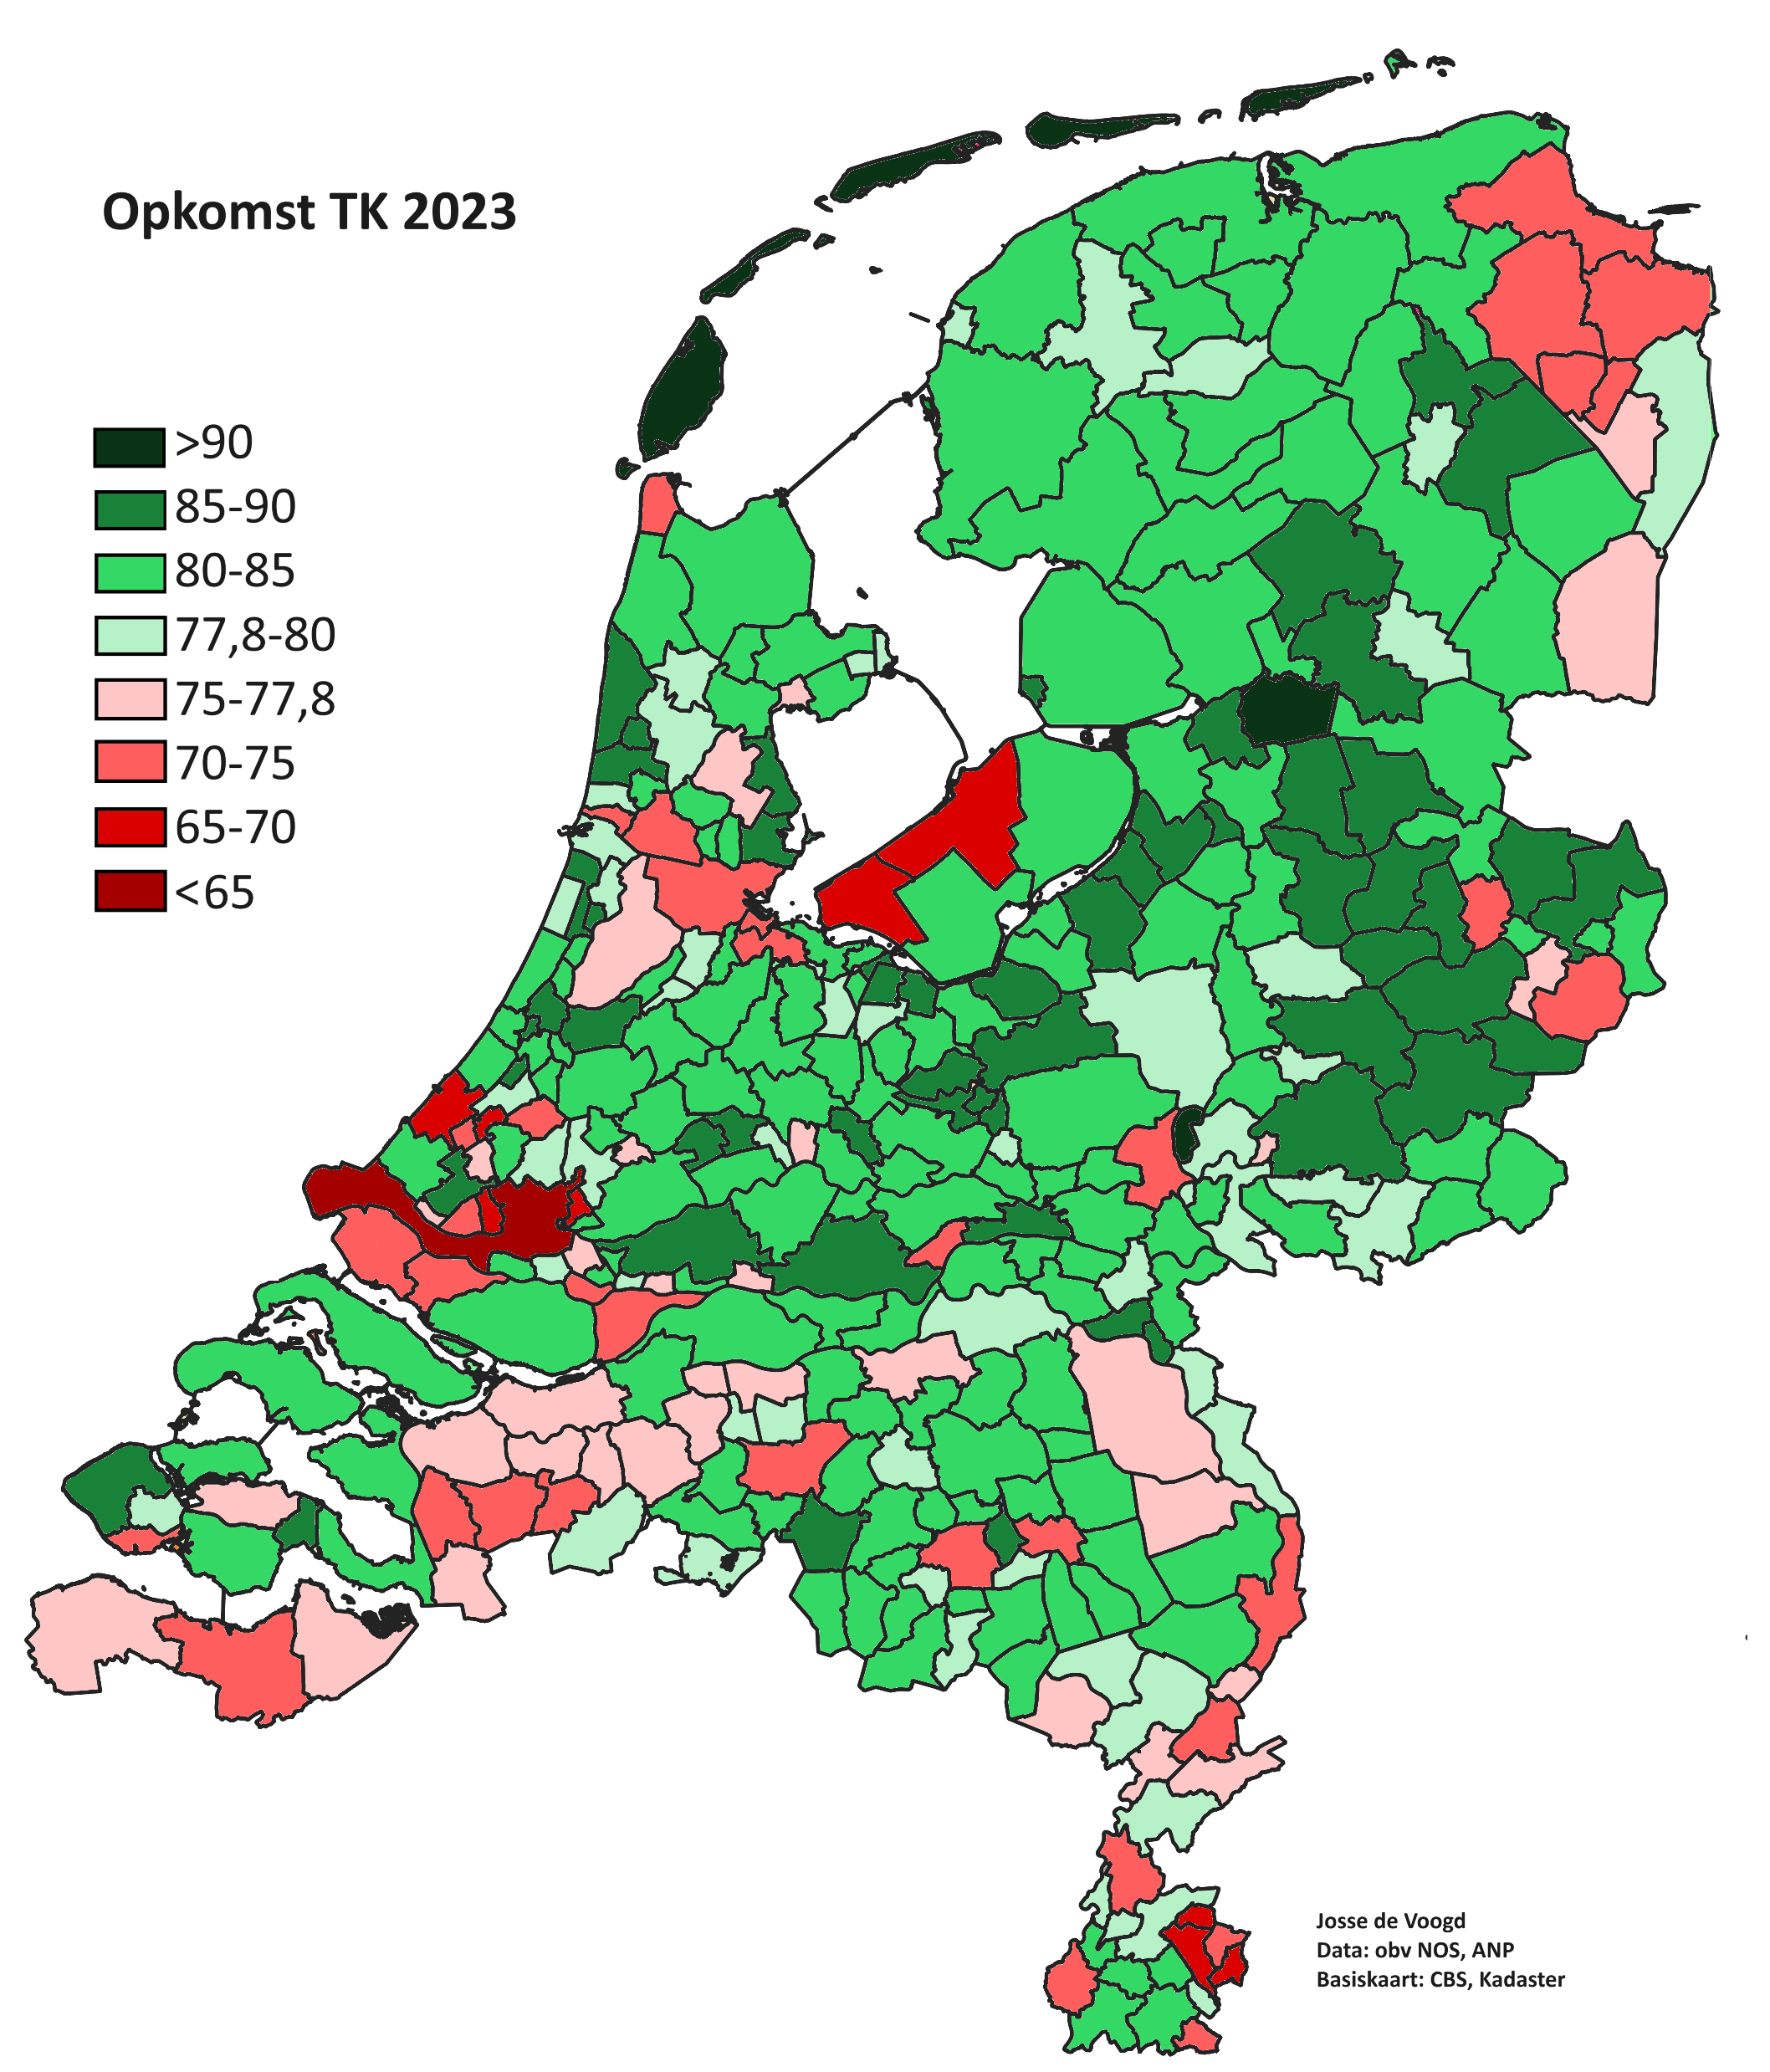 Opkomst TK 2023
>90
85-90
80-85
77,8-80
75-77,8
70-75
65-70
<65
Josse de Voogd
Data: obv NOS, ANP
Basiskaart: CBS, Kadaster